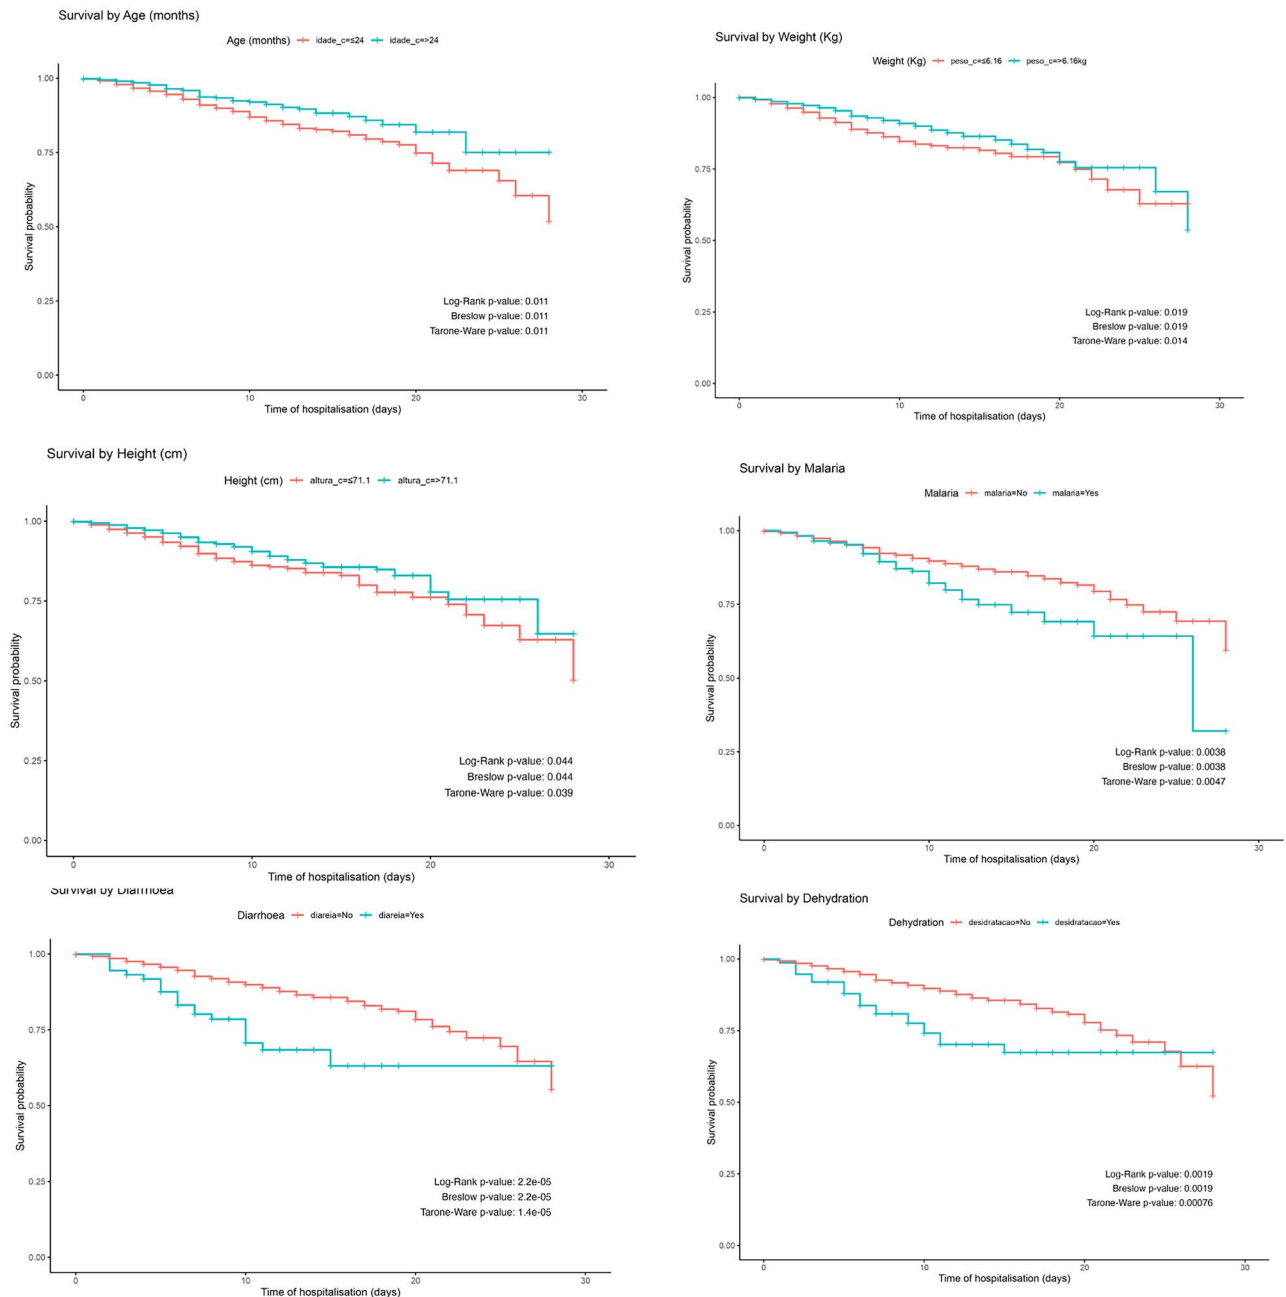 Survival by Age (months)
Age (months) idade_c=≤24 idade_c=>24
1.00
0.75
0.50
0.25
0.00
Survival probability
0 10 20 30
Time of hospitalisation (days)
Log-Rank p-value: 0.011
Breslow p-value: 0.011
Tarone-Ware p-value: 0.011
Survival by Weight (Kg)
Weight (Kg) peso_c=≤6.16 peso_c=>6.16kg
1.00
0.75
0.50
0.25
0.00
Survival probability
0 10 20 30
Time of hospitalisation (days)
Log-Rank p-value: 0.019
Breslow p-value: 0.019
Tarone-Ware p-value: 0.014
Survival by Height (cm)
Height (cm) altura_c=≤71.1 altura_c=>71.1
1.00
0.75
0.50
0.25
0.00
Survival probability
0 10 20 30
Time of hospitalisation (days)
Log-Rank p-value: 0.044
Breslow p-value: 0.044
Tarone-Ware p-value: 0.039
Survival by Malaria
Malaria malaria=No malaria=Yes
1.00
0.75
0.50
0.25
0.00
Survival probability
0 10 20 30
Time of hospitalisation (days)
Log-Rank p-value: 0.0038
Breslow p-value: 0.0038
Tarone-Ware p-value: 0.0047
Survival by Diarrhoea
Diarrhoea diareia=No diareia=Yes
1.00
0.75
0.50
0.25
0.00
Survival probability
0 10 20 30
Time of hospitalisation (days)
Log-Rank p-value: 2.2e-05
Breslow p-value: 2.2e-05
Tarone-Ware p-value: 1.4e-05
Survival by Dehydration
Dehydration desidratacao=No desidratacao=Yes
1.00
0.75
0.50
0.25
0.00
Survival probability
0 10 20 30
Time of hospitalisation (days)
Log-Rank p-value: 0.0019
Breslow p-value: 0.0019
Tarone-Ware p-value: 0.00076